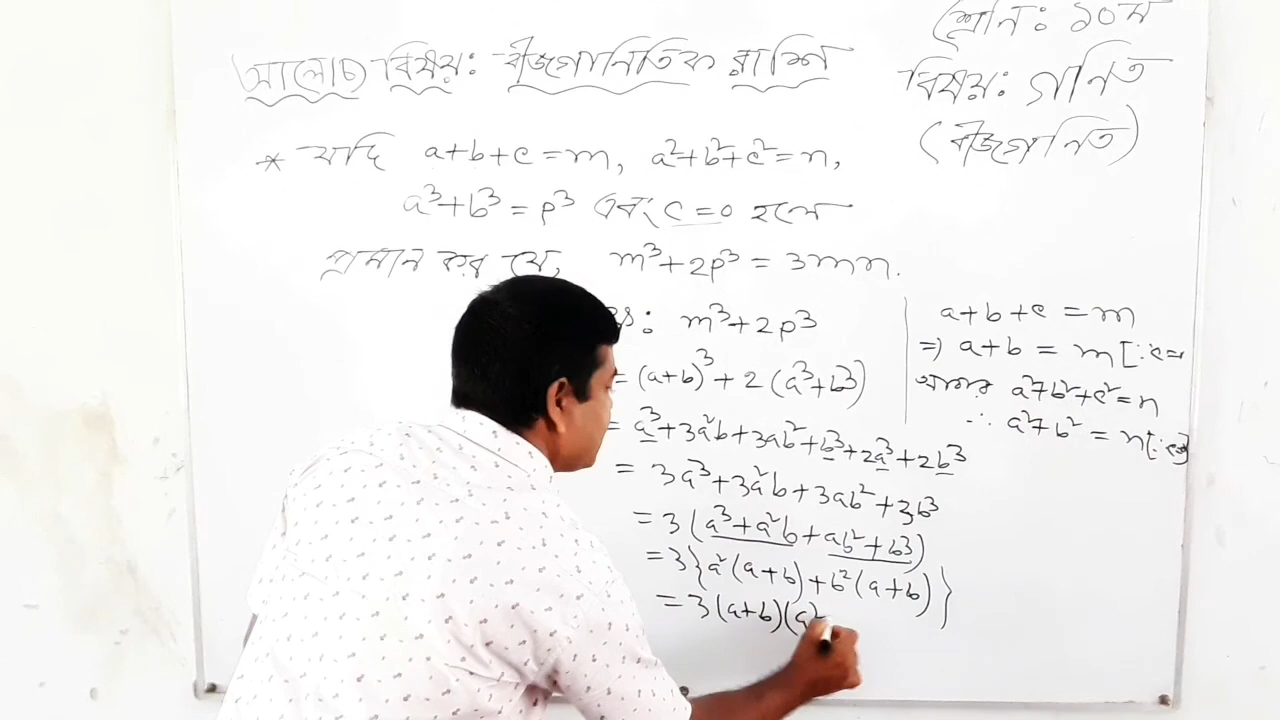 শ্রেনি: ১০ম
আলোচ্য বিষয়: বীজগোনিতিক রাশি
বিষয়: গনিত
(বীজগোনিত)
* যদি a+b+c=m, a²+b²+c²=n,
a³+b³=p³ এবং c=0 হলে
প্রমান কর যে, m³+2p³=3mn.
: m³+2p³
=(a+b)³+2(a³+b³)
=a³+3a²b+3ab²+b³+2a³+2b³
=3a³+3a²b+3ab²+3b³
=3(a³+a²b+ab²+b³)
=3{a²(a+b)+b²(a+b)}
=3(a+b)(a²
a+b+c=m
=> a+b=m[∵c=
আবার a²+b²+c²=n
∴ a²+b²=n[∵c=